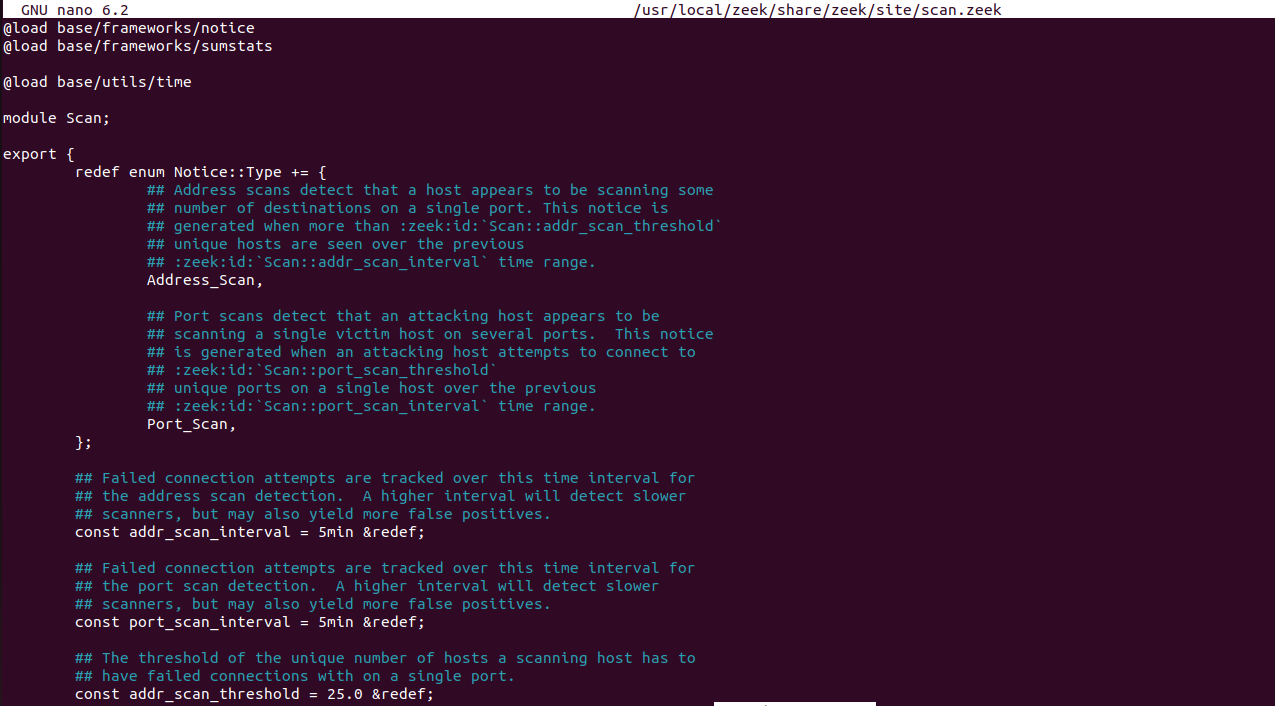 GNU nano 6.2 /usr/local/zeek/share/zeek/site/scan.zeek
@load base/frameworks/notice
@load base/frameworks/sumstats
@load base/utils/time
module Scan;
export {
redef enum Notice::Type += {
## Address scans detect that a host appears to be scanning some
## number of destinations on a single port. This notice is
## generated when more than :zeek:id:`Scan::addr_scan_threshold`
## unique hosts are seen over the previous
## :zeek:id:`Scan::addr_scan_interval` time range.
Address_Scan,
## Port scans detect that an attacking host appears to be
## scanning a single victim host on several ports.  This notice
## is generated when an attacking host attempts to connect to
## :zeek:id:`Scan::port_scan_threshold`
## unique ports on a single host over the previous
## :zeek:id:`Scan::port_scan_interval` time range.
Port_Scan,
};
## Failed connection attempts are tracked over this time interval for
## the address scan detection.  A higher interval will detect slower
## scanners, but may also yield more false positives.
const addr_scan_interval = 5min &redef;
## Failed connection attempts are tracked over this time interval for
## the port scan detection.  A higher interval will detect slower
## scanners, but may also yield more false positives.
const port_scan_interval = 5min &redef;
## The threshold of the unique number of hosts a scanning host has to
## have failed connections with on a single port.
const addr_scan_threshold = 25.0 &redef;